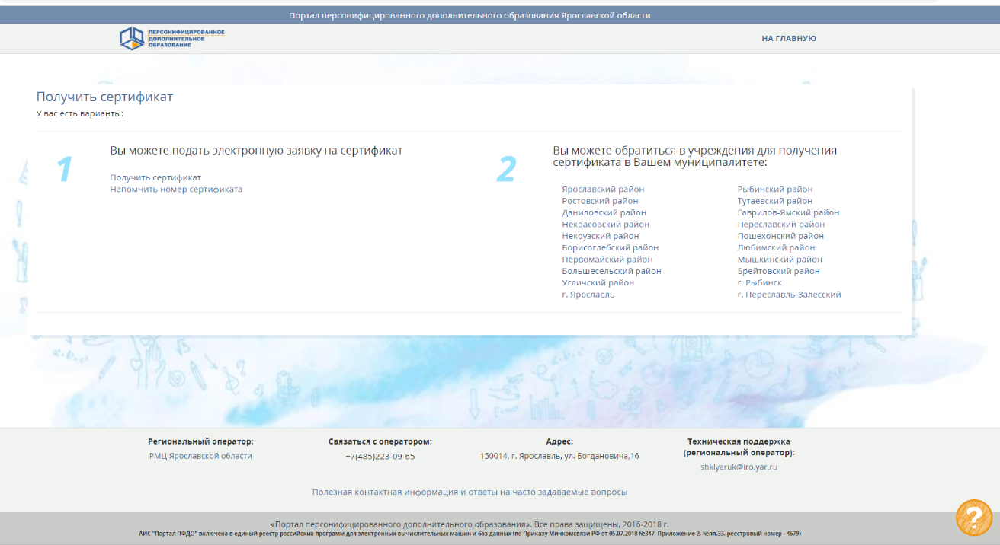 Портал персонифицированного дополнительного образования Ярославской области
ПЕРСОНИФИЦИРОВАННОЕ
ДОПОЛНИТЕЛЬНОЕ
ОБРАЗОВАНИЕ
НА ГЛАВНУЮ
Получить сертификат
У вас есть варианты:
1
Вы можете подать электронную заявку на сертификат
Получить сертификат
Напомнить номер сертификата
2
Вы можете обратиться в учреждения для получения
сертификата в Вашем муниципалитете:
Ярославский район
Ростовский район
Даниловский район
Некрасовский район
Некоузский район
Борисоглебский район
Первомайский район
Большесельский район
Угличский район
г. Ярославль
Рыбинский район
Тутаевский район
Гаврилов-Ямский район
Переславский район
Пошехонский район
Любимский район
Мышкинский район
Брейтовский район
г. Рыбинск
г. Переславль-Залесский
Региональный оператор:
РМЦ Ярославской области
Связаться с оператором:
+7(485)223-09-65
Адрес:
150014, г. Ярославль, ул. Богдановича,16
Техническая поддержка
(региональный оператор):
shklyaruk@iro.yar.ru
Полезная контактная информация и ответы на часто задаваемые вопросы
«Портал персонифицированного дополнительного образования». Все права защищены, 2016-2018 г.
АИС "Портал ПФДО" включена в единый реестр российских программ для электронных вычислительных машин и баз данных (по Приказу Минкомсвязи РФ от 05.07.2018 №347, Приложение 2, №пп.33, реестровый номер - 4679)
?